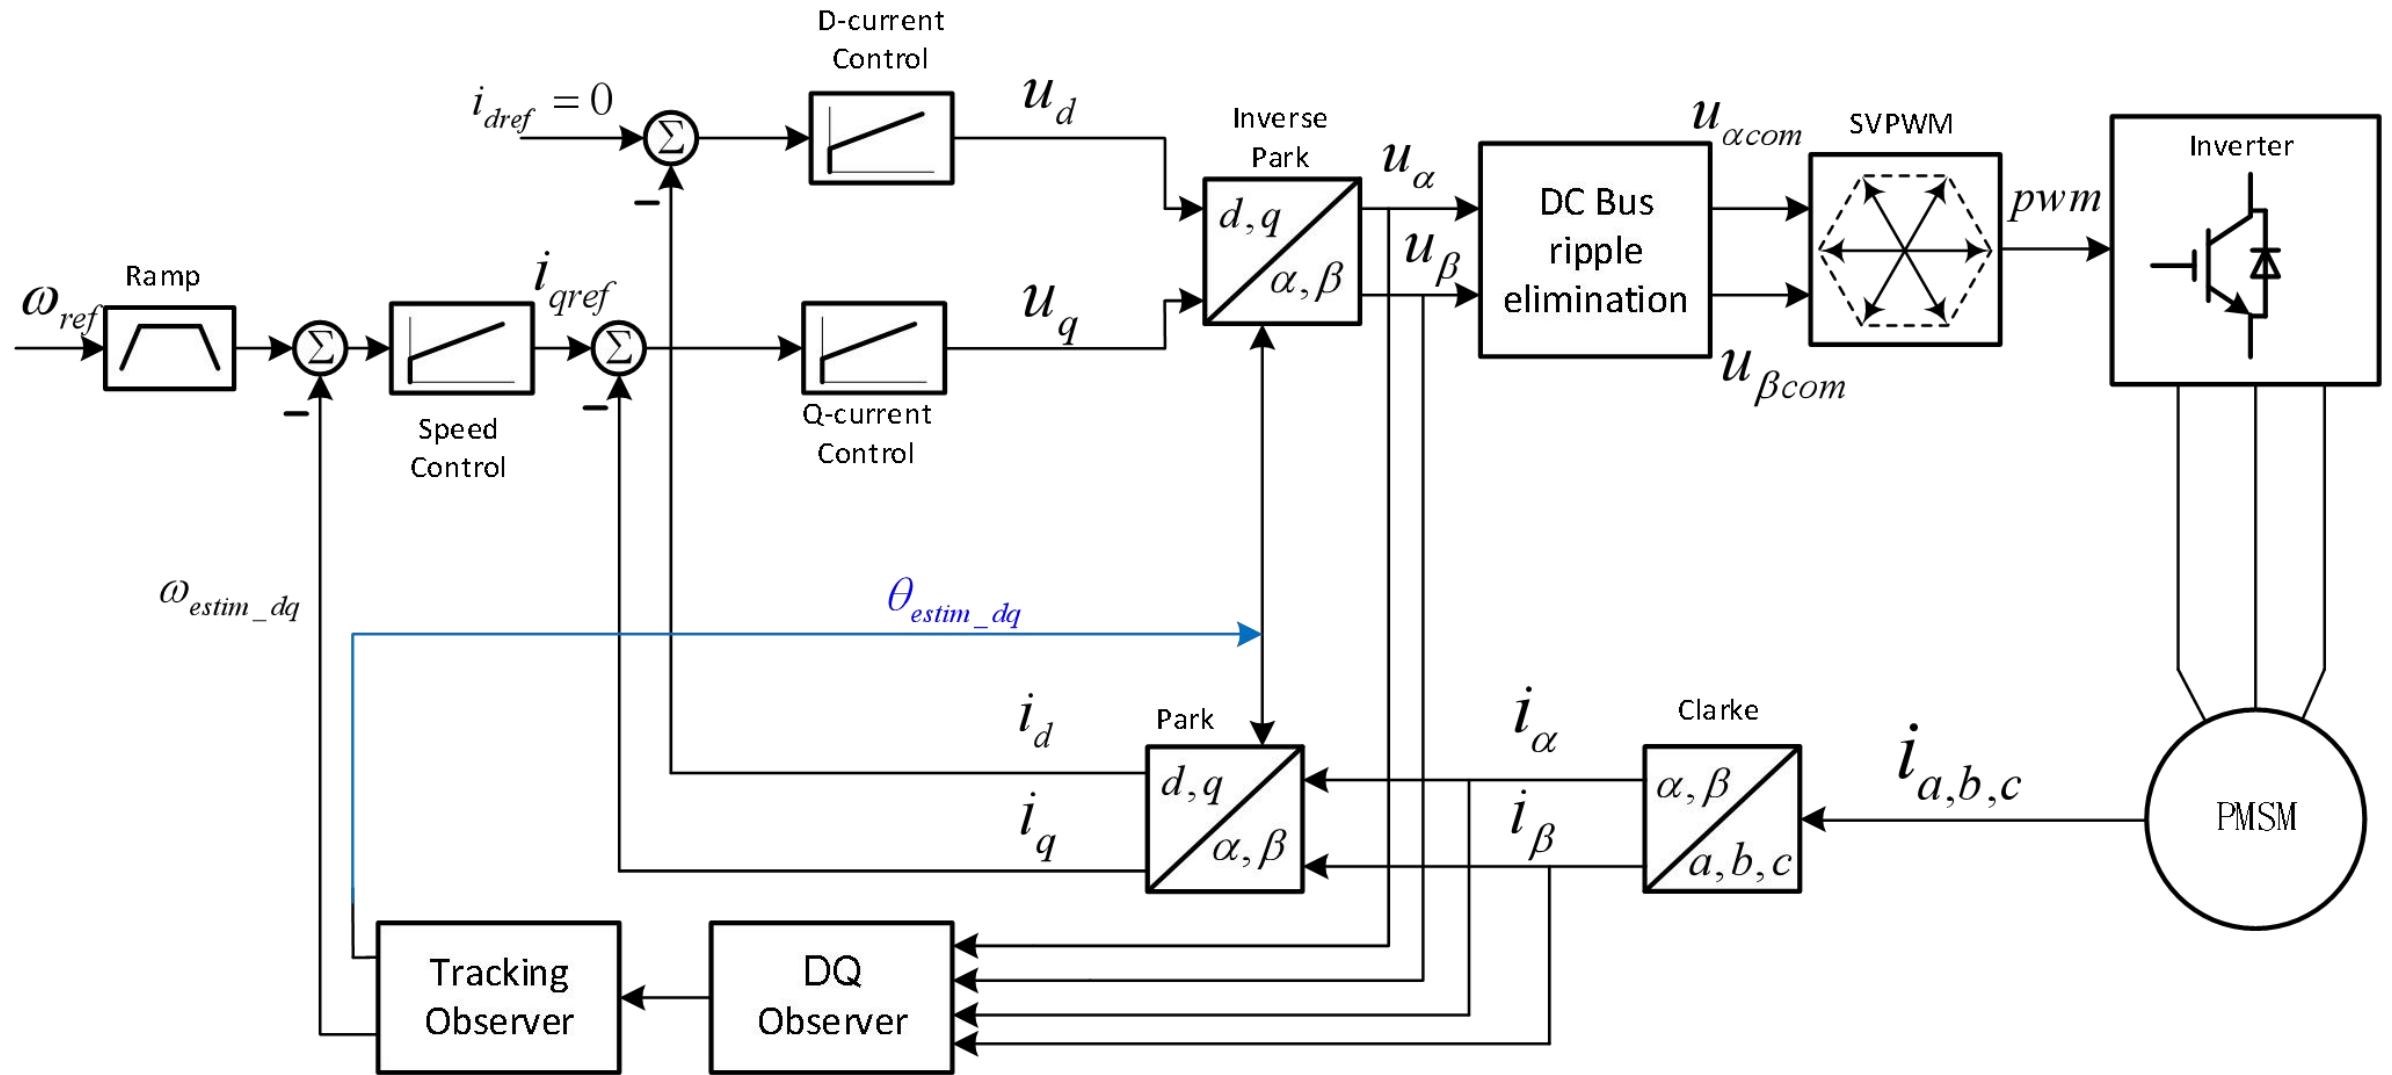 D-current
Control
i_dref = 0
Σ
−
u_d
Inverse
Park
d,q
α,β
u_α
u_β
DC Bus
ripple
elimination
u_αcom
u_βcom
SVPWM
pwm
Inverter
ω_ref
Ramp
Σ
−
Speed
Control
i_qref
Σ
−
Q-current
Control
u_q
ω_estim_dq
θ_estim_dq
i_d
i_q
Park
d,q
α,β
i_α
i_β
Clarke
α,β
a,b,c
i_a,b,c
PMSM
Tracking
Observer
DQ
Observer